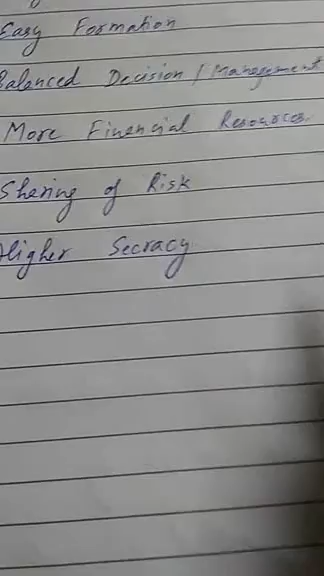 Easy Formation
Balanced Decision / Management
More Financial Resources
Sharing of Risk
Higher Secracy